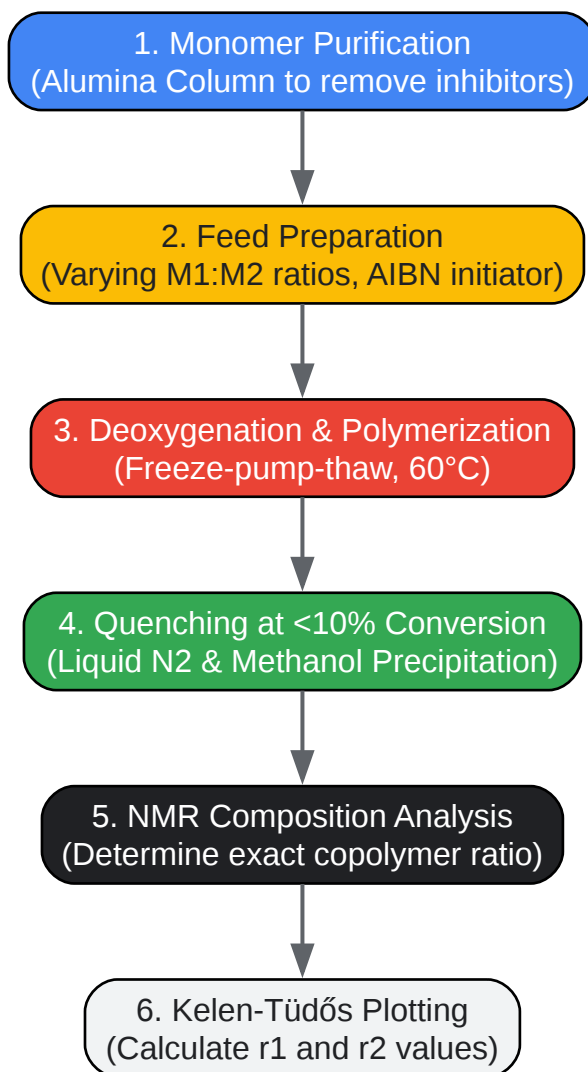 1. Monomer Purification
(Alumina Column to remove inhibitors)
2. Feed Preparation
(Varying M1:M2 ratios, AIBN initiator)
3. Deoxygenation & Polymerization
(Freeze-pump-thaw, 60°C)
4. Quenching at <10% Conversion
(Liquid N2 & Methanol Precipitation)
5. NMR Composition Analysis
(Determine exact copolymer ratio)
6. Kelen-Tüdős Plotting
(Calculate r1 and r2 values)